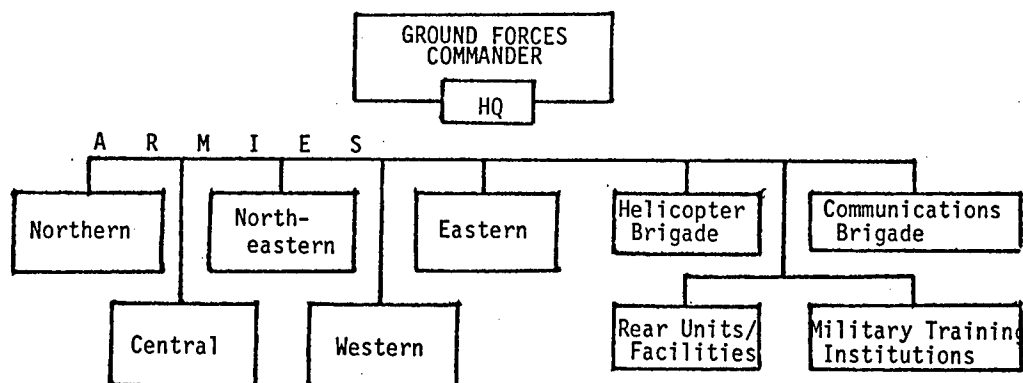 GROUND FORCES
COMMANDER
HQ
A R M I E S
Northern
North-
eastern
Eastern
Helicopter
Brigade
Communications
Brigade
Central
Western
Rear Units/
Facilities
Military Training
Institutions